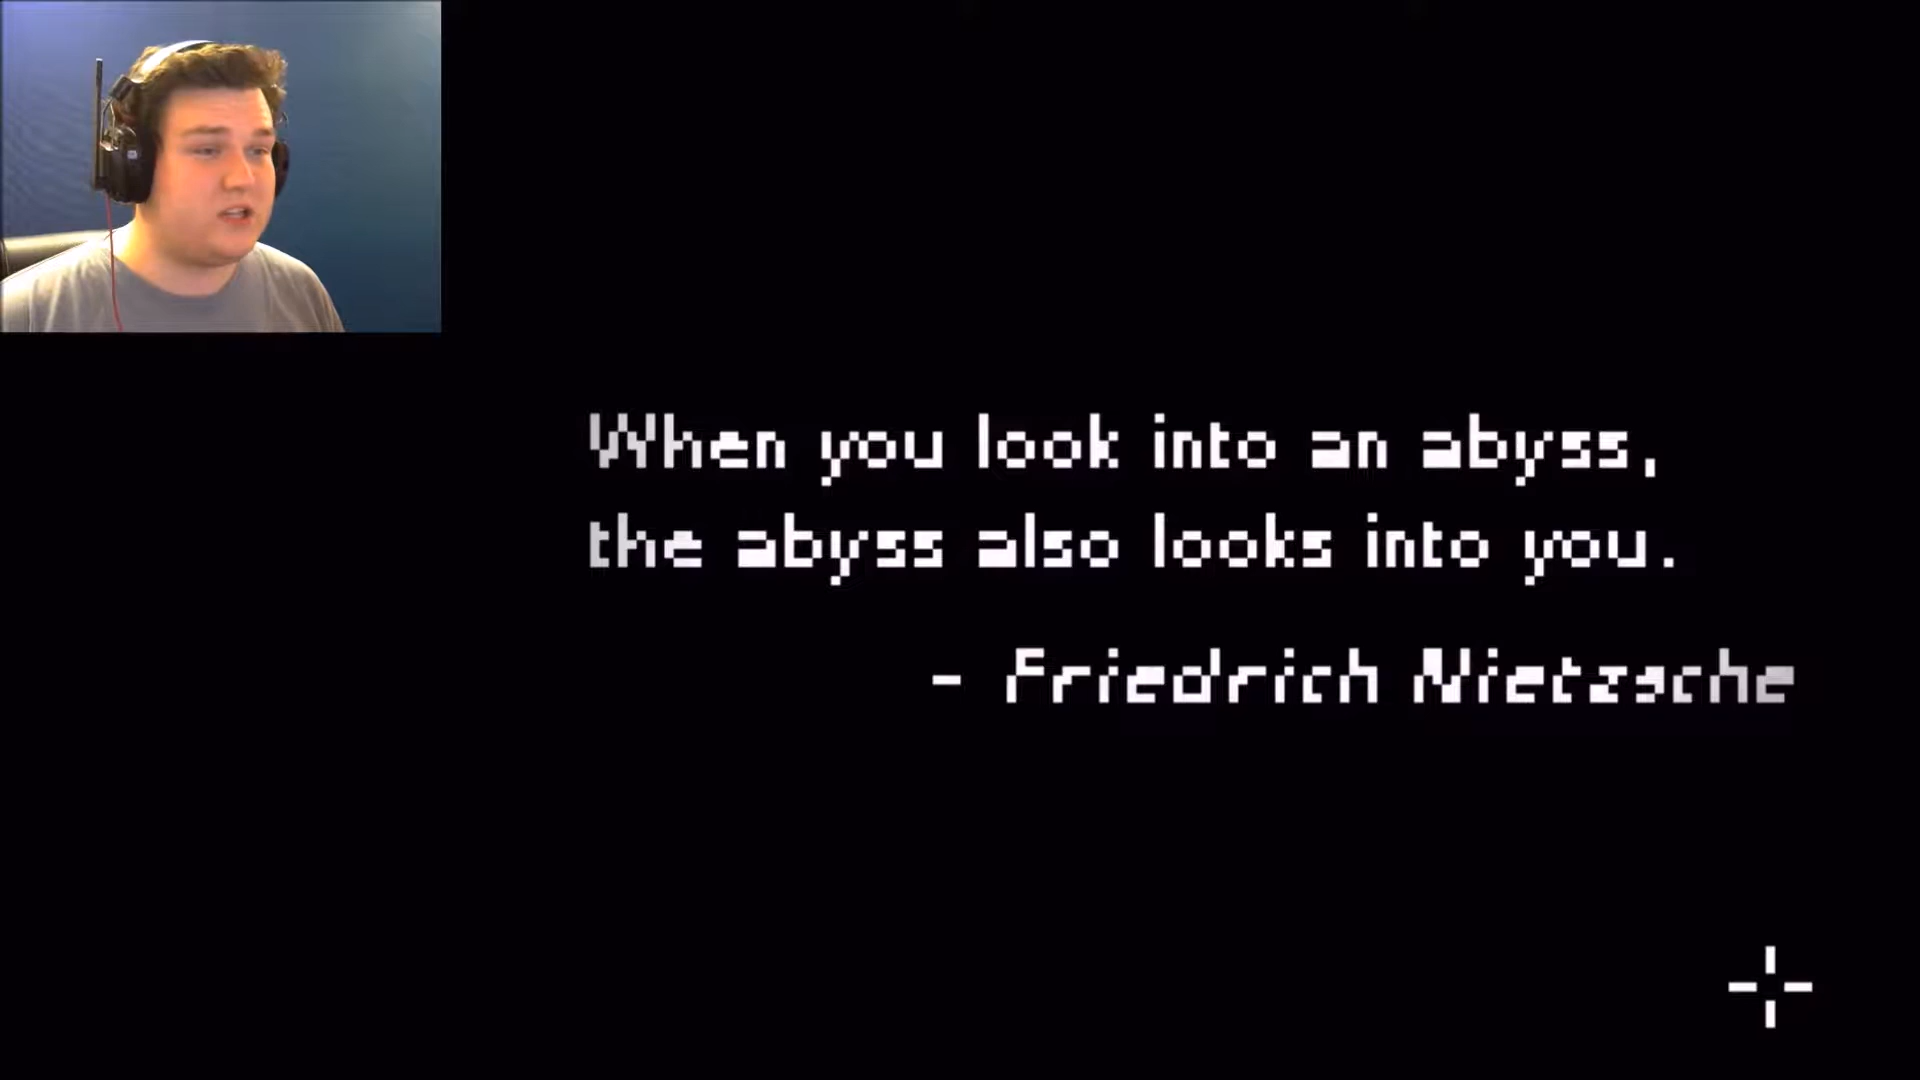 When you look into an abyss,
the abyss also looks into you.
- Friedrich Nietzsche